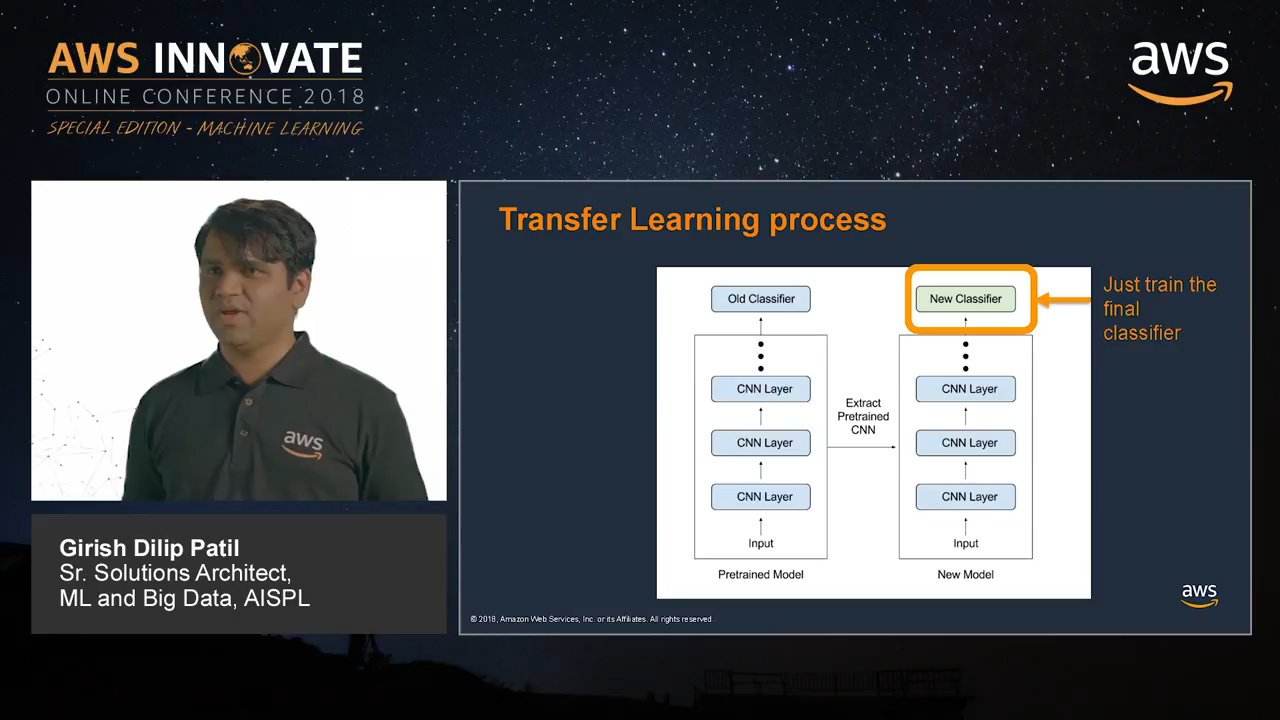 AWS INNOVATE
ONLINE CONFERENCE 2018
SPECIAL EDITION - MACHINE LEARNING
aws
aws
Girish Dilip Patil
Sr. Solutions Architect,
ML and Big Data, AISPL
Transfer Learning process
Old Classifier
CNN Layer
CNN Layer
CNN Layer
Input
Pretrained Model
Extract
Pretrained
CNN
New Classifier
CNN Layer
CNN Layer
CNN Layer
Input
New Model
Just train the
final
classifier
aws
© 2018, Amazon Web Services, Inc. or its Affiliates. All rights reserved.